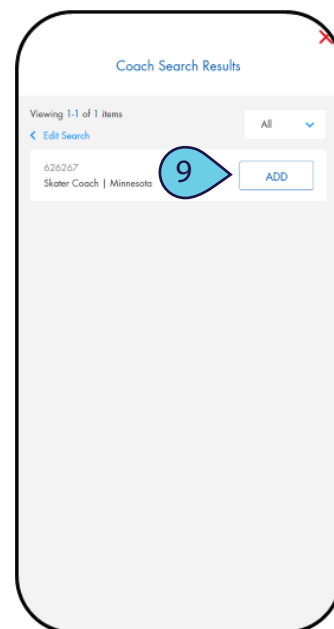 Coach Search Results
Viewing 1-1 of 1 items
All
Edit Search
626267
Skater Coach | Minnesota
9
ADD